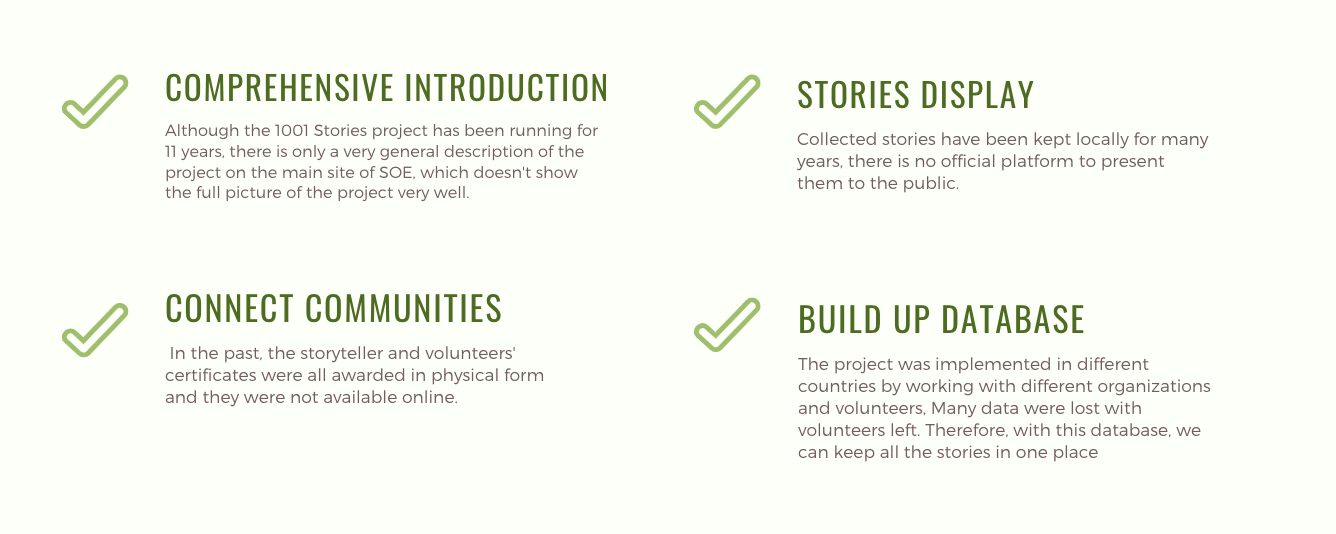 COMPREHENSIVE INTRODUCTION
Although the 1001 Stories project has been running for
11 years, there is only a very general description of the
project on the main site of SOE, which doesn't show
the full picture of the project very well.
STORIES DISPLAY
Collected stories have been kept locally for many
years, there is no official platform to present
them to the public.
CONNECT COMMUNITIES
In the past, the storyteller and volunteers'
certificates were all awarded in physical form
and they were not available online.
BUILD UP DATABASE
The project was implemented in different
countries by working with different organizations
and volunteers, Many data were lost with
volunteers left. Therefore, with this database, we
can keep all the stories in one place